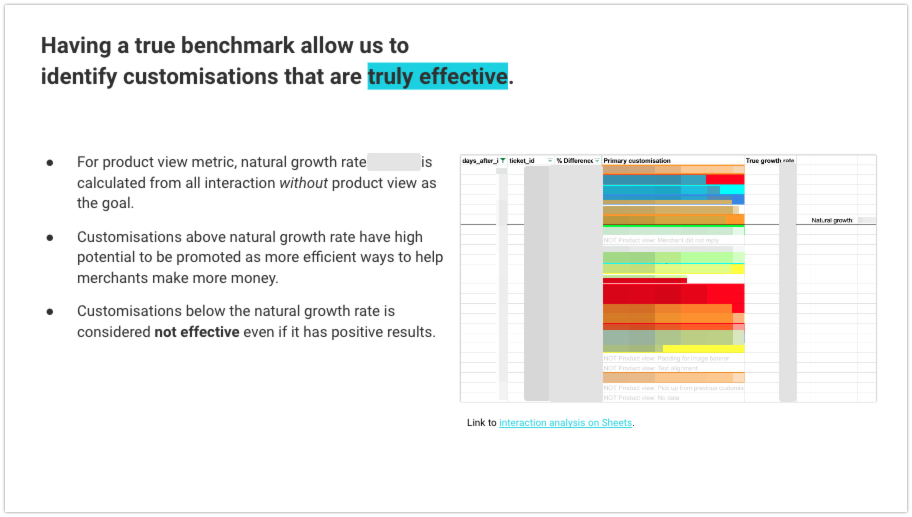 Having a true benchmark allow us to
identify customisations that are truly effective.
● For product view metric, natural growth rate is
calculated from all interaction without product view as
the goal.
● Customisations above natural growth rate have high
potential to be promoted as more efficient ways to help
merchants make more money.
● Customisations below the natural growth rate is
considered not effective even if it has positive results.
days_after_i ticket_id % Difference Primary customisation True growth rate
Natural growth
NOT Product view: Merchant did not reply
NOT Product view: Padding for image banner
NOT Product view: Text alignment
NOT Product view: Pick up from previous customis
NOT Product view: No data
Link to interaction analysis on Sheets.